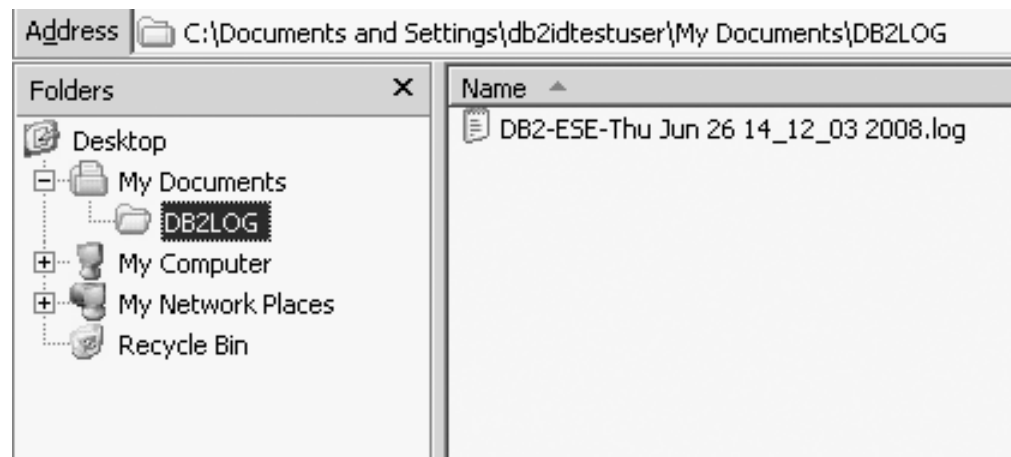 Address C:\Documents and Settings\db2idtestuser\My Documents\DB2LOG
Folders
Desktop
My Documents
DB2LOG
My Computer
My Network Places
Recycle Bin
Name
DB2-ESE-Thu Jun 26 14_12_03 2008.log